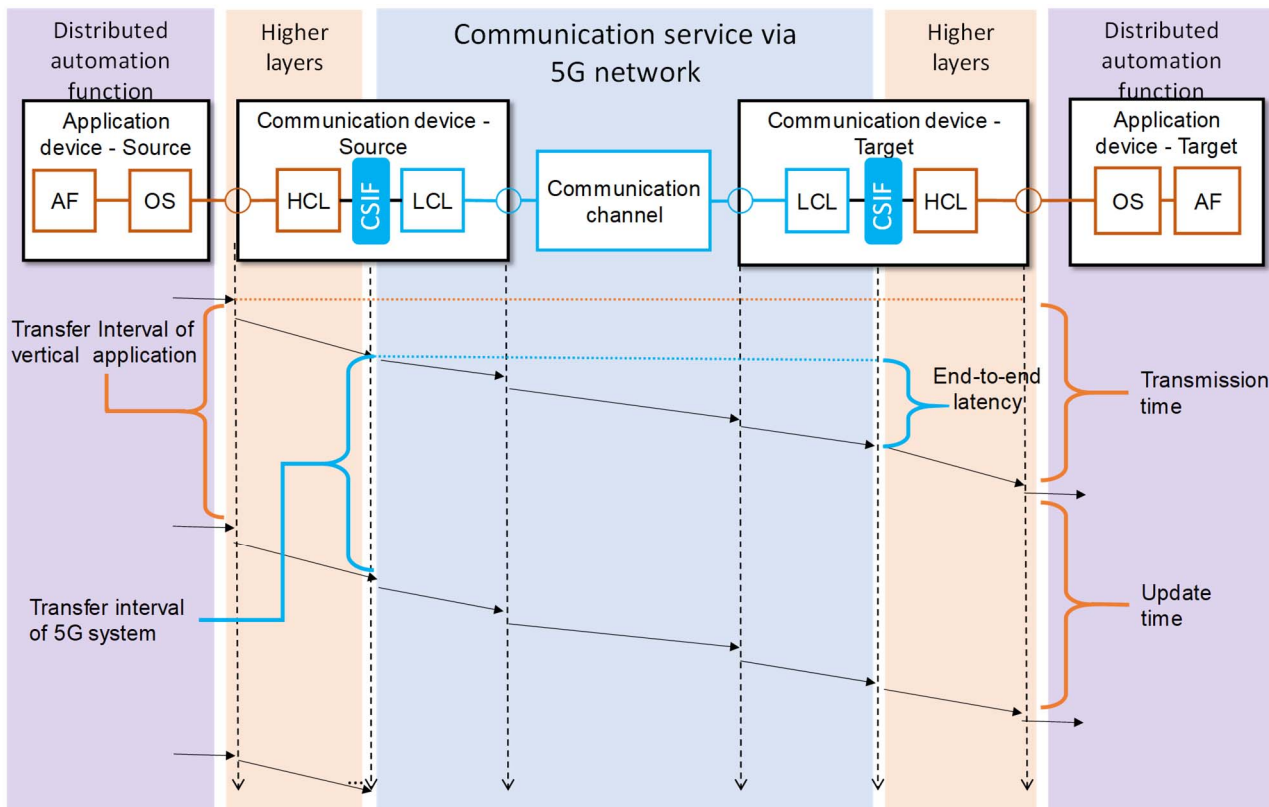 Distributed
automation
function
Higher
layers
Communication service via
5G network
Higher
layers
Distributed
automation
function
Application
device - Source
AF
OS
Communication device -
Source
HCL
CSIF
LCL
Communication
channel
Communication device -
Target
LCL
CSIF
HCL
Application
device - Target
OS
AF
Transfer Interval of
vertical application
End-to-end
latency
Transmission
time
Transfer interval
of 5G system
Update
time
...